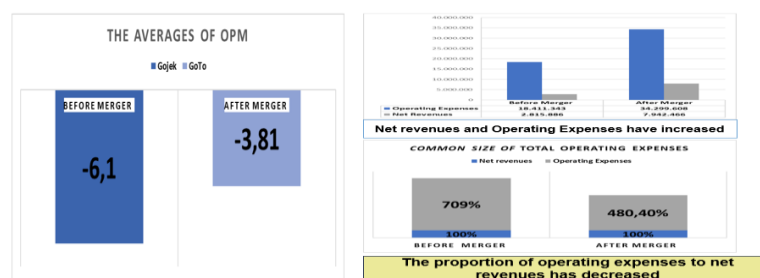 THE AVERAGES OF OPM
Gojek GoTo
BEFORE MERGER
-6,1
AFTER MERGER
-3,81
40.000.000
35.000.000
30.000.000
25.000.000
20.000.000
15.000.000
10.000.000
5.000.000
0
Before Merger After Merger
Operating Expenses 18.411.343 34.299.608
Net Revenues 2.815.886 7.942.466
Net revenues and Operating Expenses have increased
COMMON SIZE OF TOTAL OPERATING EXPENSES
Net revenues Operating Expenses
709%
480,40%
100% 100%
BEFORE MERGER AFTER MERGER
The proportion of operating expenses to net
revenues has decreased